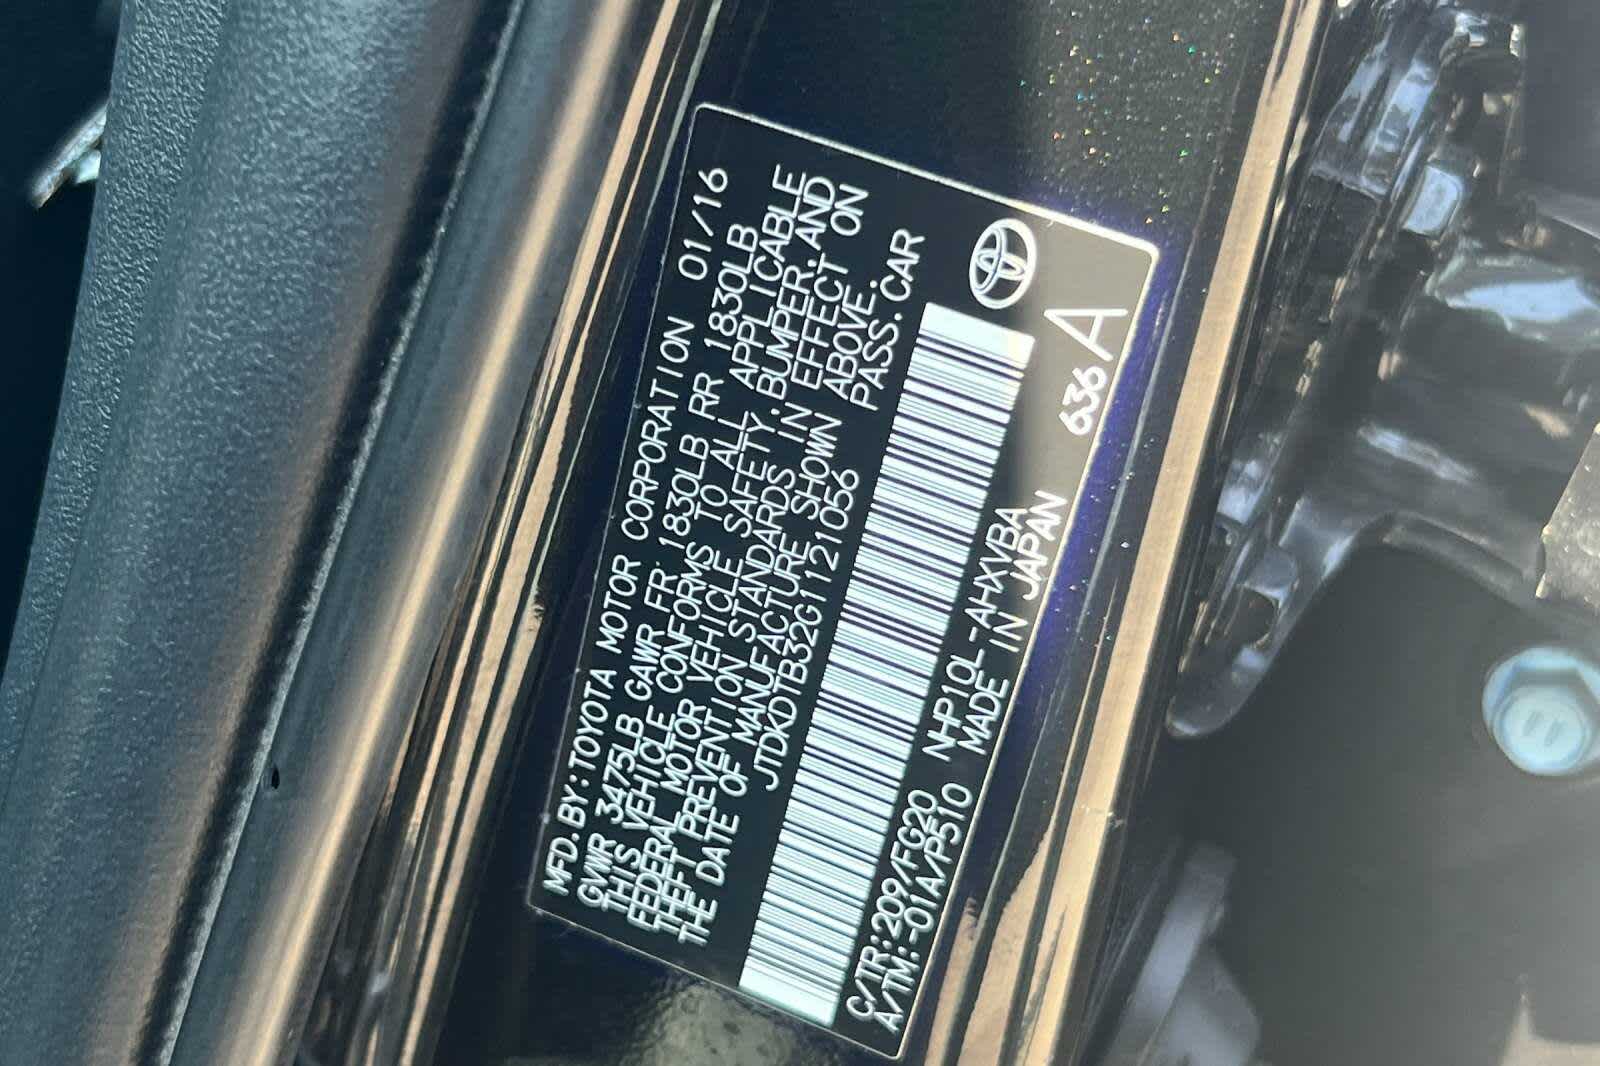 MFD. BY: TOYOTA MOTOR CORPORATION 01/16
GVWR 3475LB GAWR FR: 1830LB RR 1830LB
THIS VEHICLE CONFORMS TO ALL APPLICABLE
FEDERAL MOTOR VEHICLE SAFETY, BUMPER, AND
THEFT PREVENTION STANDARDS IN EFFECT ON
THE DATE OF MANUFACTURE SHOWN ABOVE.
JTDKDTB32G1121056 PASS. CAR
C/TR: 209/FG20 NHP10L-AHXVBA
A/TM: -01A/P510 MADE IN JAPAN
636 A